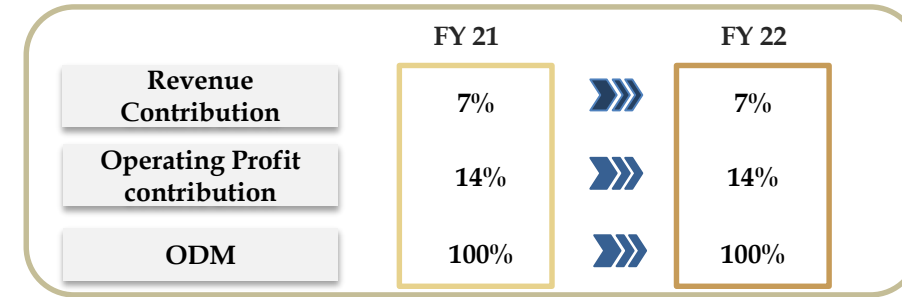 FY 21 FY 22
Revenue
Contribution
7% 7%
Operating Profit
contribution
14% 14%
ODM 100% 100%